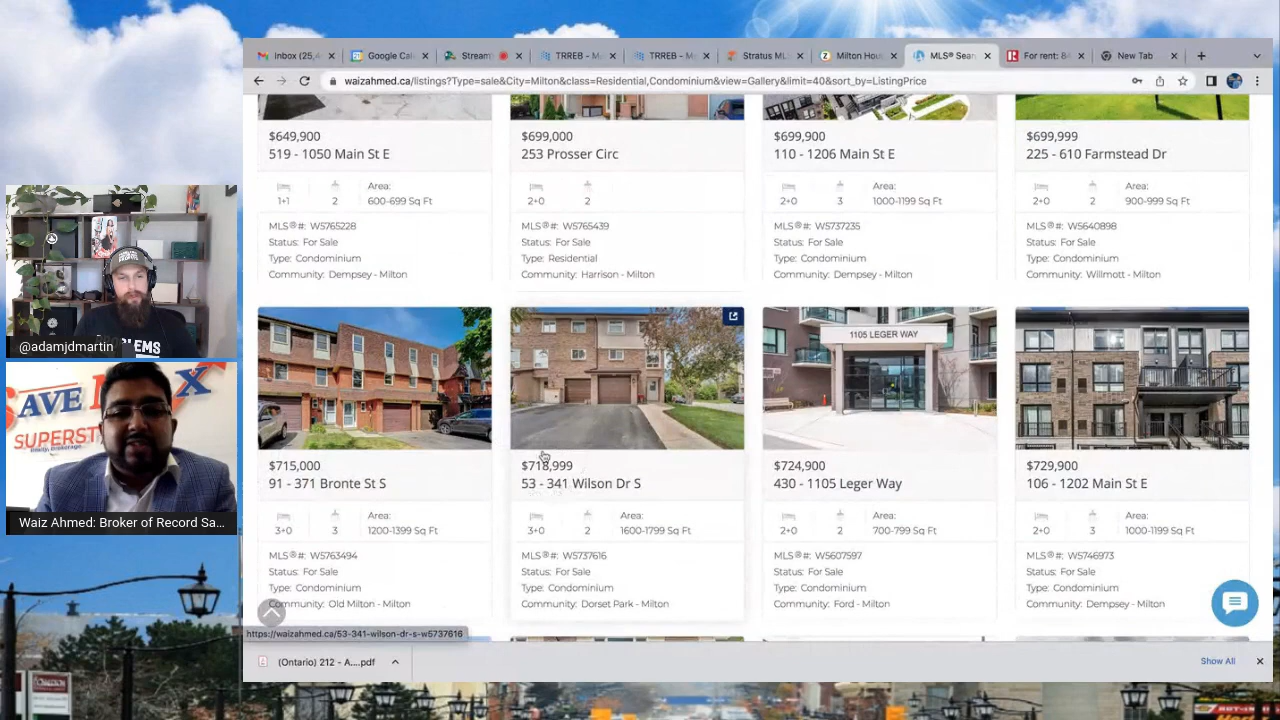 Inbox (25,4
Google Cal
Stream
TRREB – M
TRREB – M
Stratus ML
Milton Hou
MLS® Sear
For rent: 8
New Tab
waizahmed.ca/listings?Type=sale&City=Milton&class=Residential,Condominium&view=Gallery&limit=40&sort_by=ListingPrice
$649,900
519 - 1050 Main St E
1+1
2
Area:
600-699 Sq Ft
MLS®#: W5765228
Status: For Sale
Type: Condominium
Community: Dempsey - Milton
$699,000
253 Prosser Circ
2+0
2
MLS®#: W5765439
Status: For Sale
Type: Residential
Community: Harrison - Milton
$699,900
110 - 1206 Main St E
2+0
3
Area:
1000-1199 Sq Ft
MLS®#: W5737235
Status: For Sale
Type: Condominium
Community: Dempsey - Milton
$699,999
225 - 610 Farmstead Dr
2+0
2
Area:
900-999 Sq Ft
MLS®#: W5640898
Status: For Sale
Type: Condominium
Community: Willmott - Milton
$715,000
91 - 371 Bronte St S
3+0
3
Area:
1200-1399 Sq Ft
MLS®#: W5763494
Status: For Sale
Type: Condominium
Community: Old Milton - Milton
$718,999
53 - 341 Wilson Dr S
3+0
2
Area:
1600-1799 Sq Ft
MLS®#: W5737616
Status: For Sale
Type: Condominium
Community: Dorset Park - Milton
1105 LEGER WAY
$724,900
430 - 1105 Leger Way
2+0
2
Area:
700-799 Sq Ft
MLS®#: W5607597
Status: For Sale
Type: Condominium
Community: Ford - Milton
$729,900
106 - 1202 Main St E
2+0
3
Area:
1000-1199 Sq Ft
MLS®#: W5746973
Status: For Sale
Type: Condominium
Community: Dempsey - Milton
https://waizahmed.ca/53-341-wilson-dr-s-w5737616
(Ontario) 212 - A....pdf
Show All
@adamjdmartin
SAVE MAX
SUPERST
Waiz Ahmed: Broker of Record Sa...